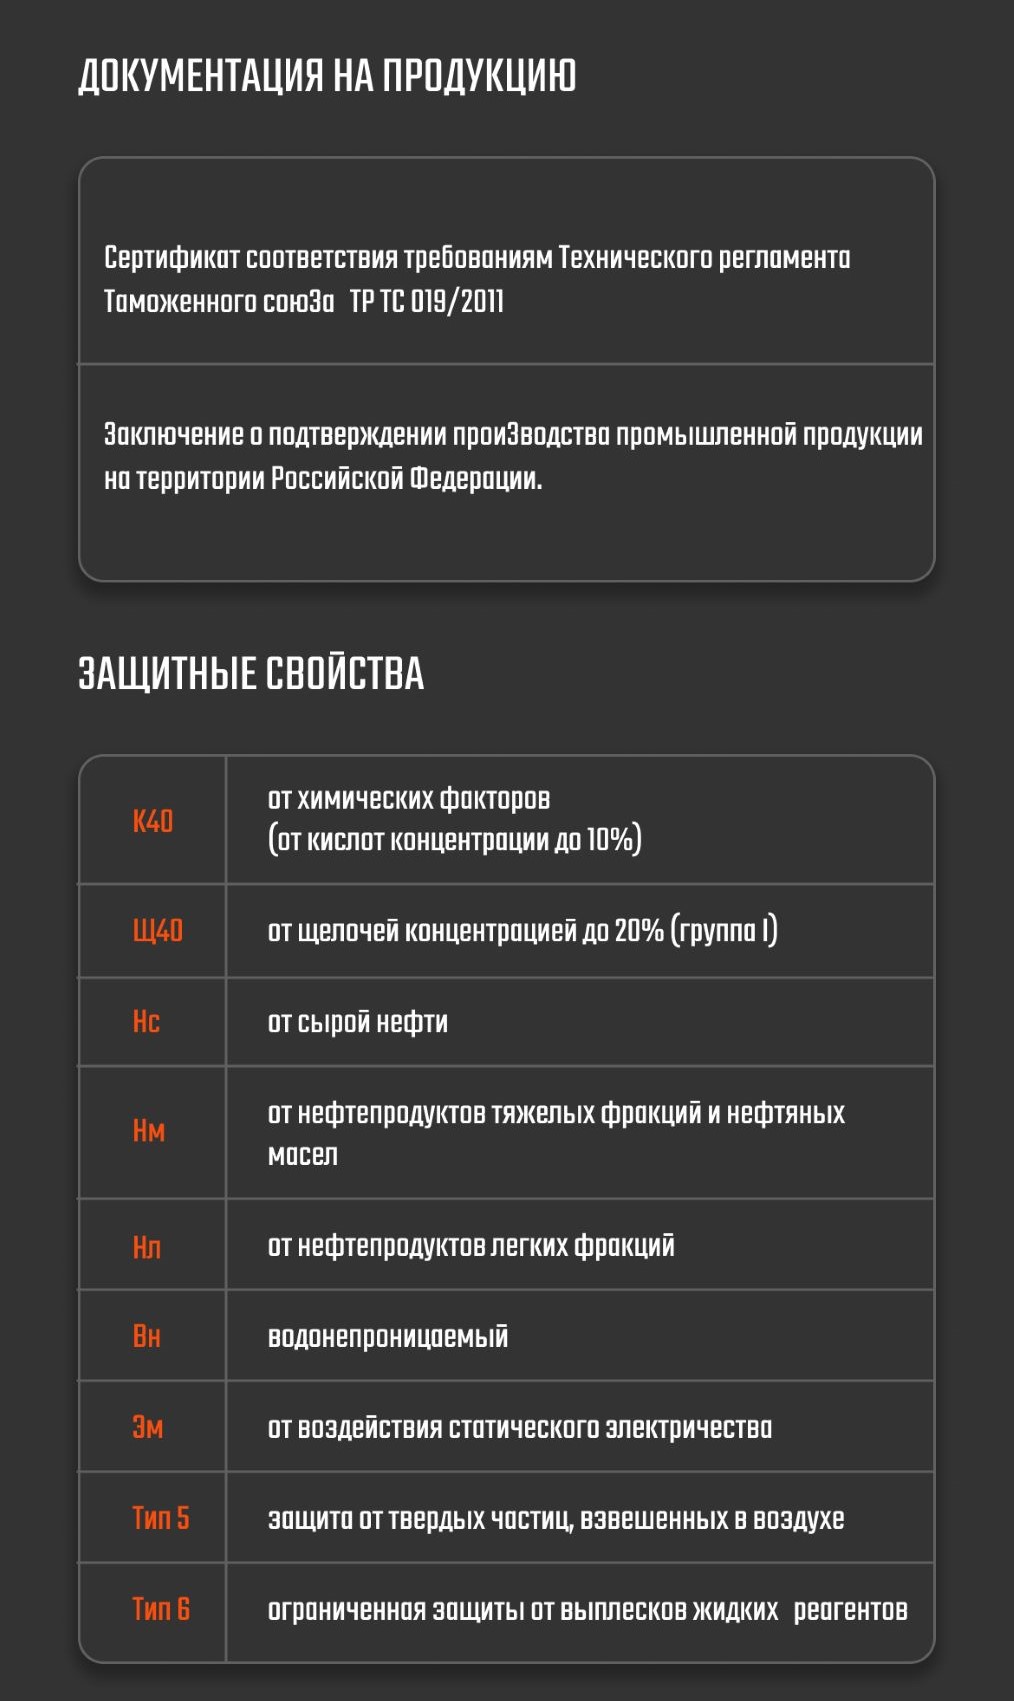 ДОКУМЕНТАЦИЯ НА ПРОДУКЦИЮ
Сертификат соответствия требованиям Технического регламента
Таможенного союЗа ТР ТС 019/2011
Заключение о подтверждении проиЗводства промышленной продукции
на территории Российской Федерации.
ЗАЩИТНЫЕ СВОЙСТВА
К40
от химических факторов
(от кислот концентрации до 10%)
Щ40
от щелочей концентрацией до 20% (группа I)
Нс
от сырой нефти
Нм
от нефтепродуктов тяжелых фракций и нефтяных
масел
Нл
от нефтепродуктов легких фракций
Вн
водонепроницаемый
Эм
от воздействия статического электричества
Тип 5
защита от твердых частиц, взвешенных в воздухе
Тип 6
ограниченная защиты от выплесков жидких реагентов